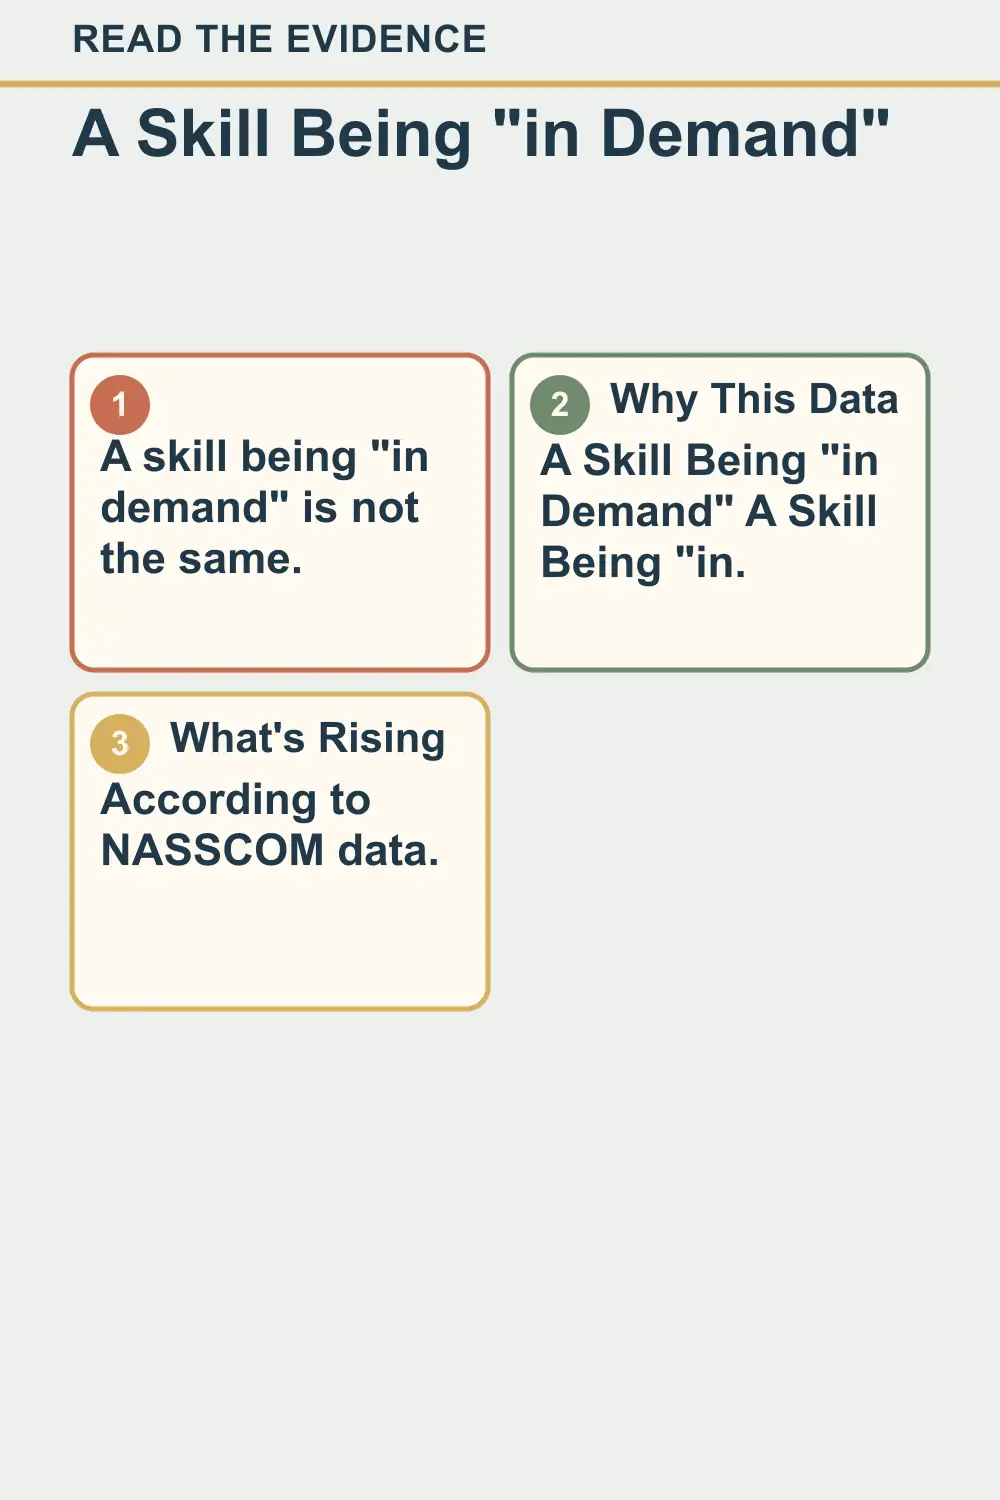 READ THE EVIDENCE
A Skill Being "in Demand"
1
A skill being "in
demand" is not
the same.
2
Why This Data
A Skill Being "in
Demand" A Skill
Being "in.
3
What's Rising
According to
NASSCOM data.